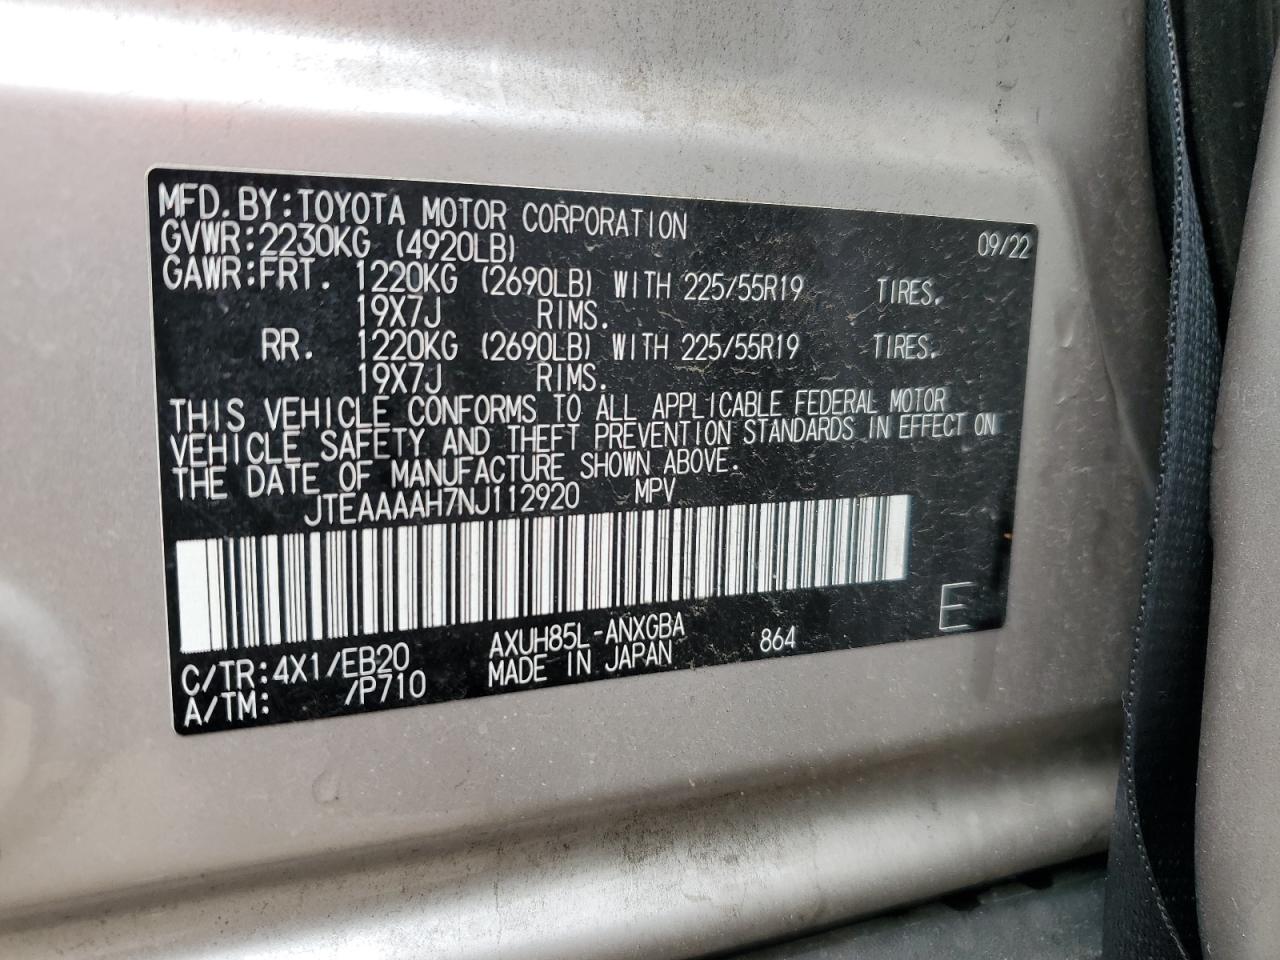 MFD. BY: TOYOTA MOTOR CORPORATION 09/22
GVWR: 2230KG (4920LB)
GAWR: FRT. 1220KG (2690LB) WITH 225/55R19 TIRES.
19X7J RIMS.
RR. 1220KG (2690LB) WITH 225/55R19 TIRES.
19X7J RIMS.
THIS VEHICLE CONFORMS TO ALL APPLICABLE FEDERAL MOTOR
VEHICLE SAFETY AND THEFT PREVENTION STANDARDS IN EFFECT ON
THE DATE OF MANUFACTURE SHOWN ABOVE.
JTEAAAAH7NJ112920 MPV
C/TR: 4X1/EB20 AXUH85L-ANXGBA 864 E
A/TM: /P710 MADE IN JAPAN